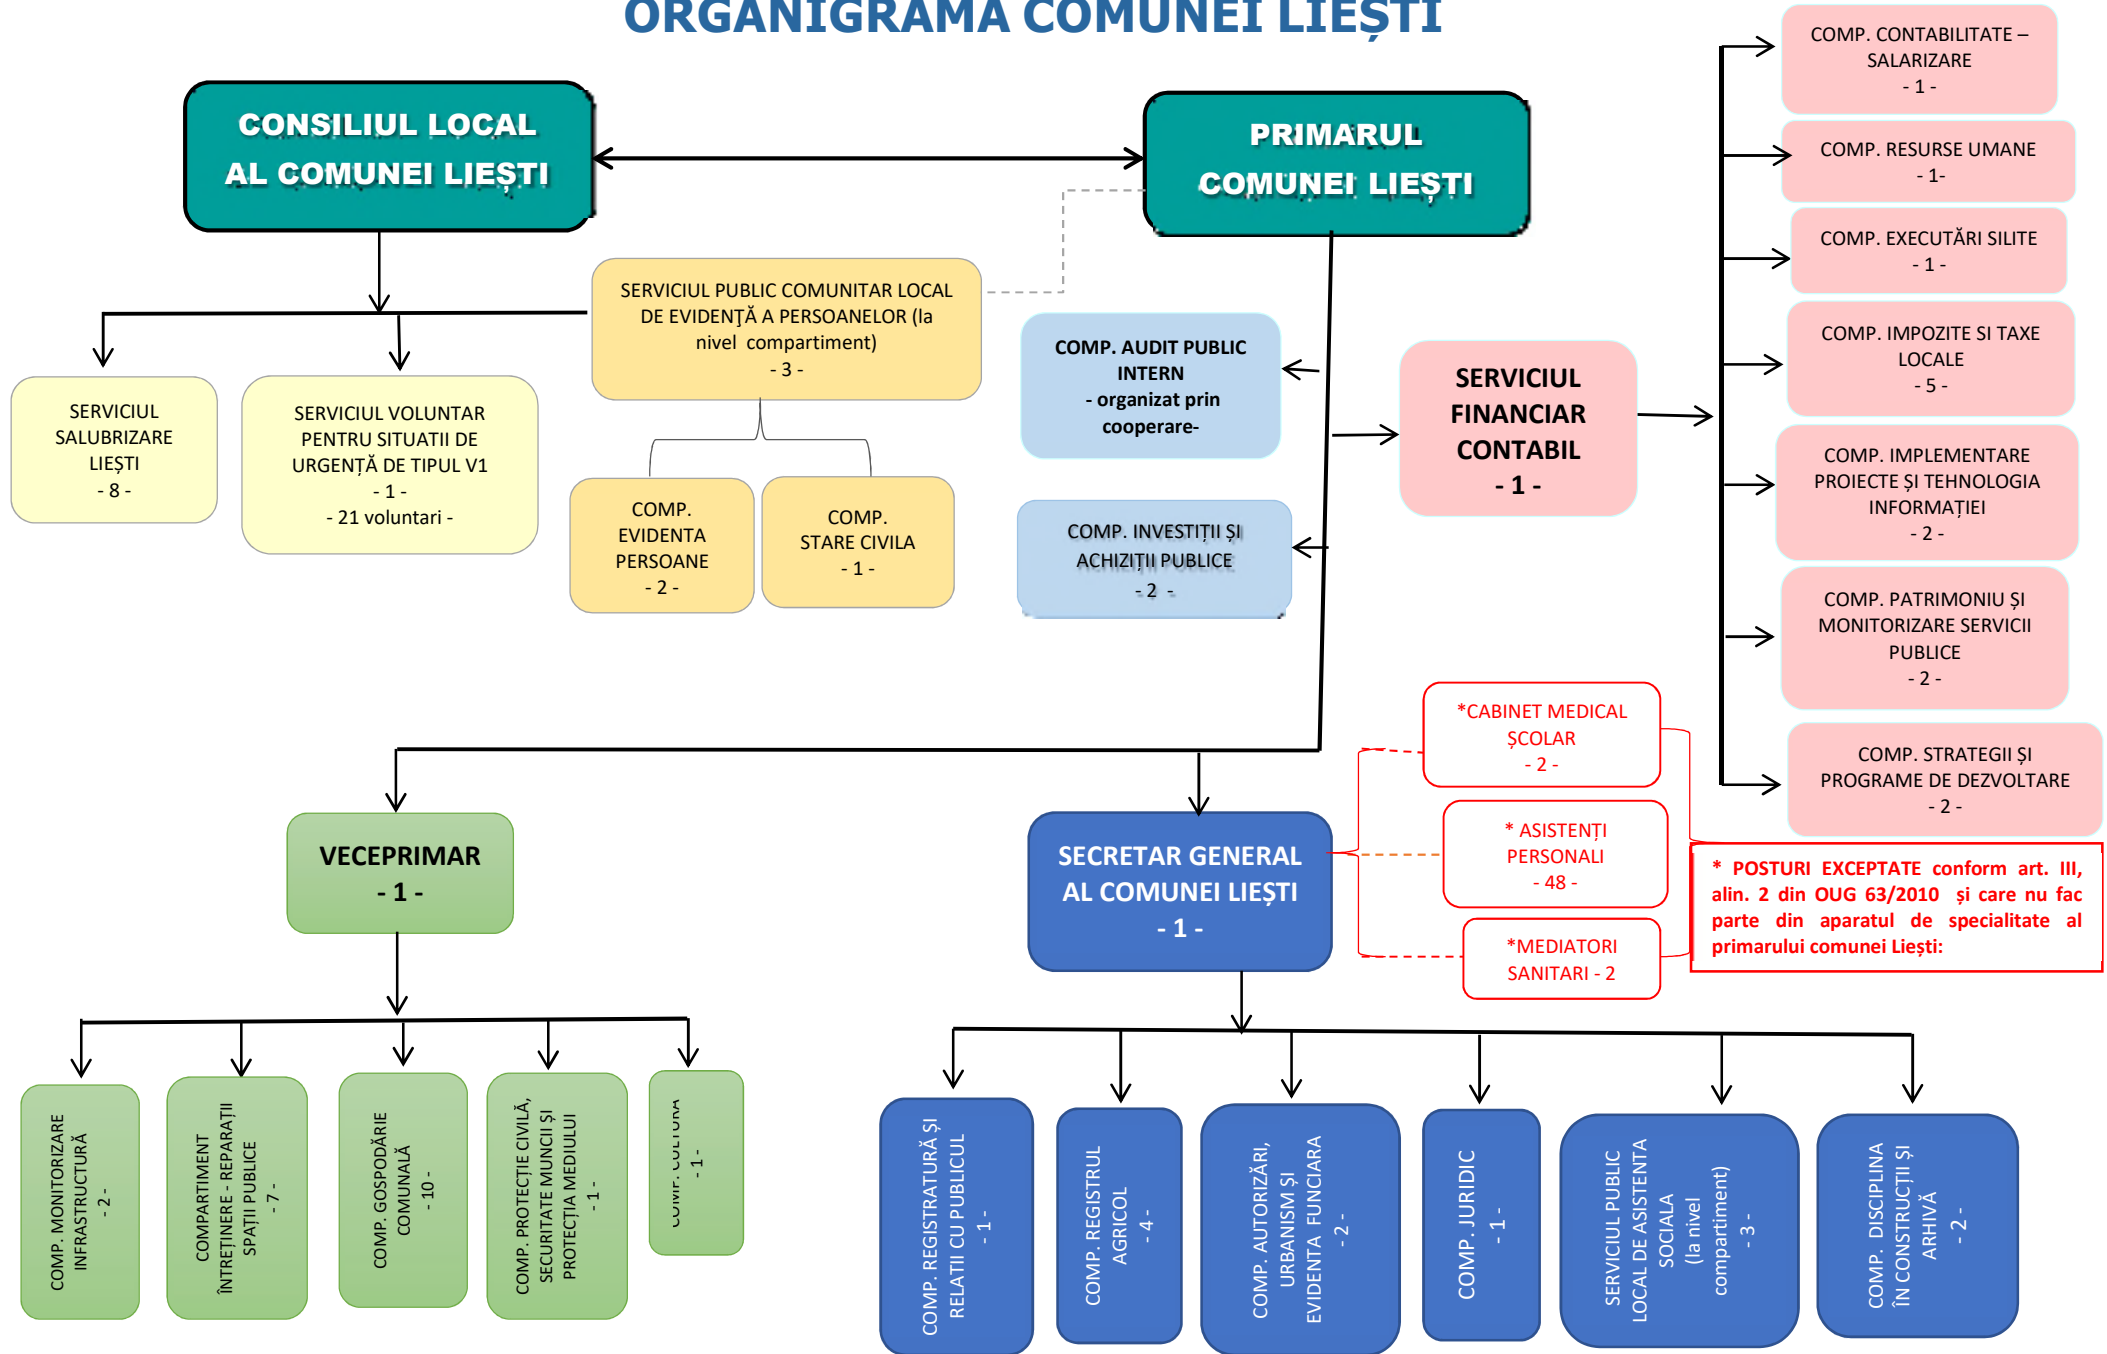 ORGANIGRAMA COMUNEI LIEȘTI
CONSILIUL LOCAL
AL COMUNEI LIEȘTI
PRIMARUL
COMUNEI LIEȘTI
SERVICIUL PUBLIC COMUNITAR LOCAL
DE EVIDENŢĂ A PERSOANELOR (la
nivel compartiment)
- 3 -
SERVICIUL
SALUBRIZARE
LIEȘTI
- 8 -
SERVICIUL VOLUNTAR
PENTRU SITUATII DE
URGENȚĂ DE TIPUL V1
- 1 -
- 21 voluntari -
COMP.
EVIDENTA
PERSOANE
- 2 -
COMP.
STARE CIVILA
- 1 -
COMP. AUDIT PUBLIC
INTERN
- organizat prin
cooperare-
COMP. INVESTIȚII ȘI
ACHIZIȚII PUBLICE
- 2 -
SERVICIUL
FINANCIAR
CONTABIL
- 1 -
COMP. CONTABILITATE –
SALARIZARE
- 1 -
COMP. RESURSE UMANE
- 1-
COMP. EXECUTĂRI SILITE
- 1 -
COMP. IMPOZITE SI TAXE
LOCALE
- 5 -
COMP. IMPLEMENTARE
PROIECTE ȘI TEHNOLOGIA
INFORMAȚIEI
- 2 -
COMP. PATRIMONIU ȘI
MONITORIZARE SERVICII
PUBLICE
- 2 -
COMP. STRATEGII ȘI
PROGRAME DE DEZVOLTARE
- 2 -
*CABINET MEDICAL
ȘCOLAR
- 2 -
* ASISTENȚI
PERSONALI
- 48 -
*MEDIATORI
SANITARI - 2
* POSTURI EXCEPTATE conform art. III,
alin. 2 din OUG 63/2010 și care nu fac
parte din aparatul de specialitate al
primarului comunei Liești:
VECEPRIMAR
- 1 -
SECRETAR GENERAL
AL COMUNEI LIEȘTI
- 1 -
COMP. MONITORIZARE
INFRASTRUCTURĂ
- 2 -
COMPARTIMENT
ÎNTREȚINERE - REPARAȚII
SPAȚII PUBLICE
- 7 -
COMP. GOSPODĂRIE
COMUNALĂ
- 10 -
COMP. PROTECȚIE CIVILĂ,
SECURITATE MUNCII ȘI
PROTECȚIA MEDIULUI
- 1 -
COMP. CULTURĂ
- 1 -
COMP. REGISTRATURĂ ȘI
RELATII CU PUBLICUL
- 1 -
COMP. REGISTRUL
AGRICOL
- 4 -
COMP. AUTORIZĂRI,
URBANISM ȘI
EVIDENTA FUNCIARA
- 2 -
COMP. JURIDIC
- 1 -
SERVICIUL PUBLIC
LOCAL DE ASISTENTA
SOCIALA
(la nivel
compartiment)
- 3 -
COMP. DISCIPLINA
ÎN CONSTRUCȚII ȘI
ARHIVĂ
- 2 -